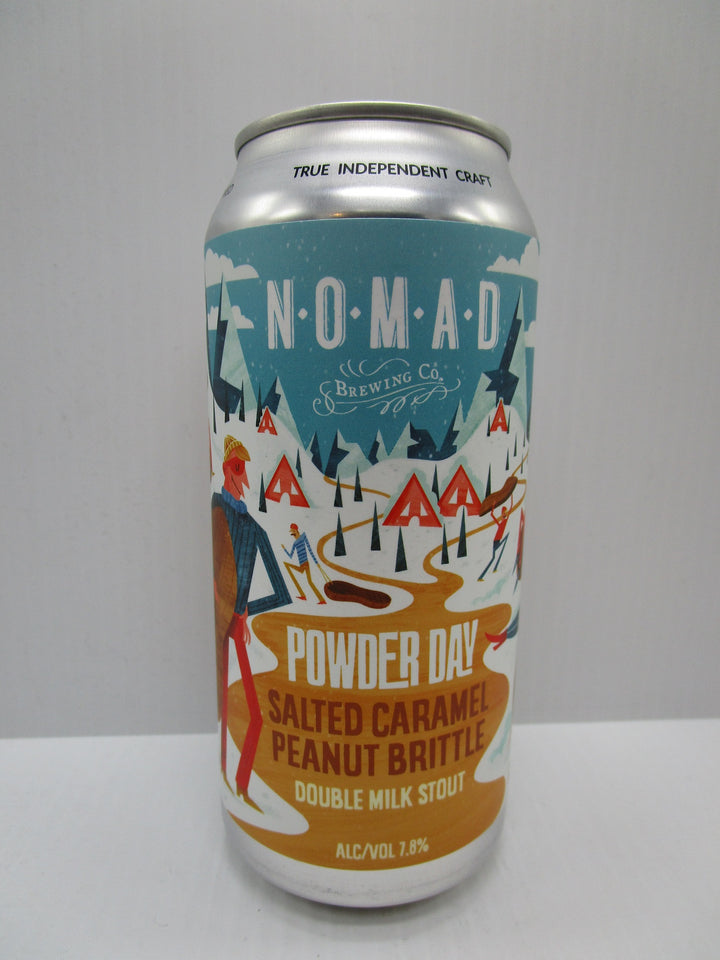 TRUE INDEPENDENT CRAFT
N·O·M·A·D
BREWING CO.
POWDER DAY
SALTED CARAMEL
PEANUT BRITTLE
DOUBLE MILK STOUT
ALC/VOL 7.8%